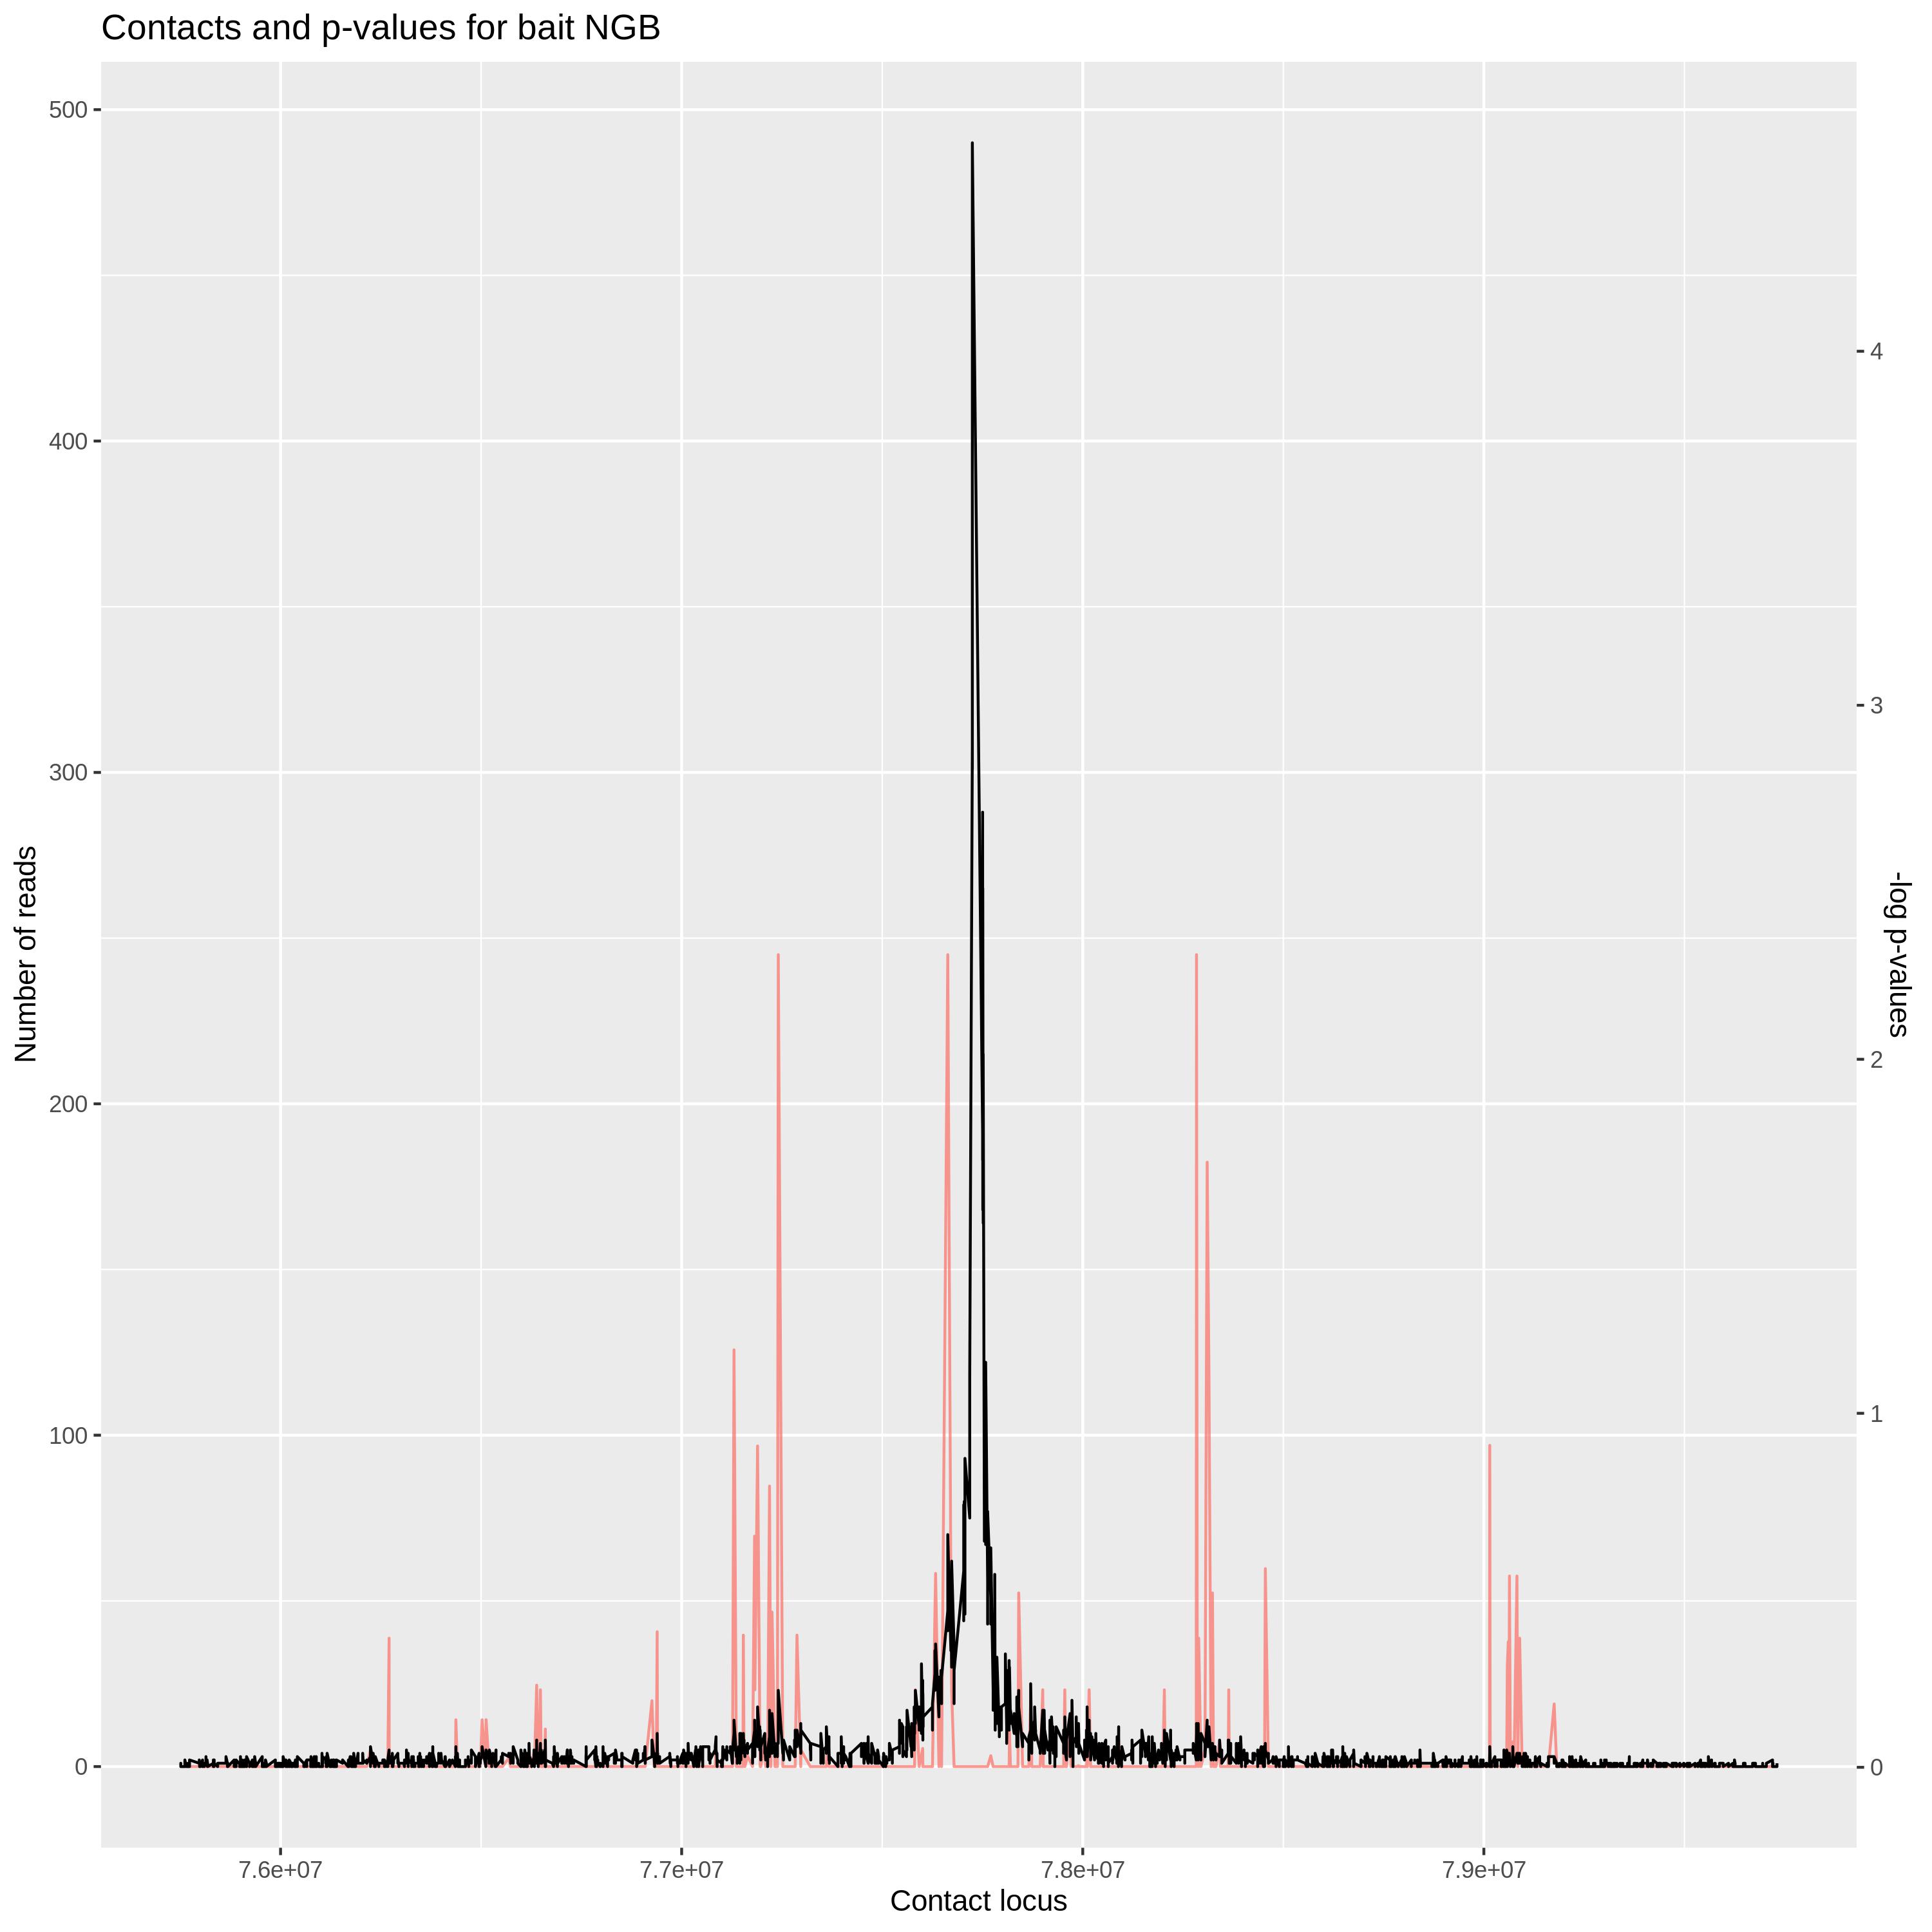 Contacts and p-values for bait NGB
500
400
300
200
100
0
Number of reads
4
3
2
1
0
-log p-values
7.6e+07
7.7e+07
7.8e+07
7.9e+07
Contact locus